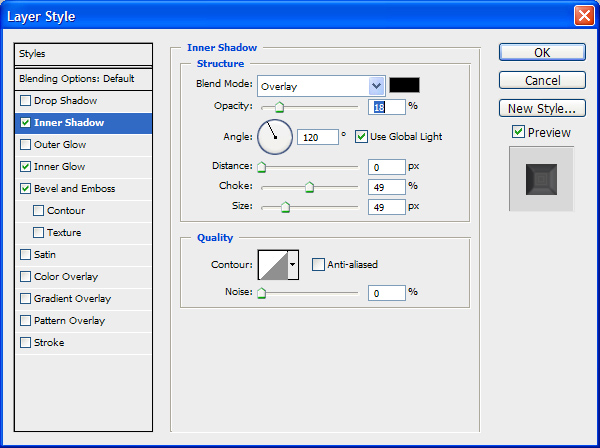 Layer Style
Styles
Blending Options: Default
Drop Shadow
Inner Shadow
Outer Glow
Inner Glow
Bevel and Emboss
Contour
Texture
Satin
Color Overlay
Gradient Overlay
Pattern Overlay
Stroke
Inner Shadow
Structure
Blend Mode: Overlay
Opacity: 18 %
Angle: 120 ° Use Global Light
Distance: 0 px
Choke: 49 %
Size: 49 px
Quality
Contour: Anti-aliased
Noise: 0 %
OK
Cancel
New Style...
Preview